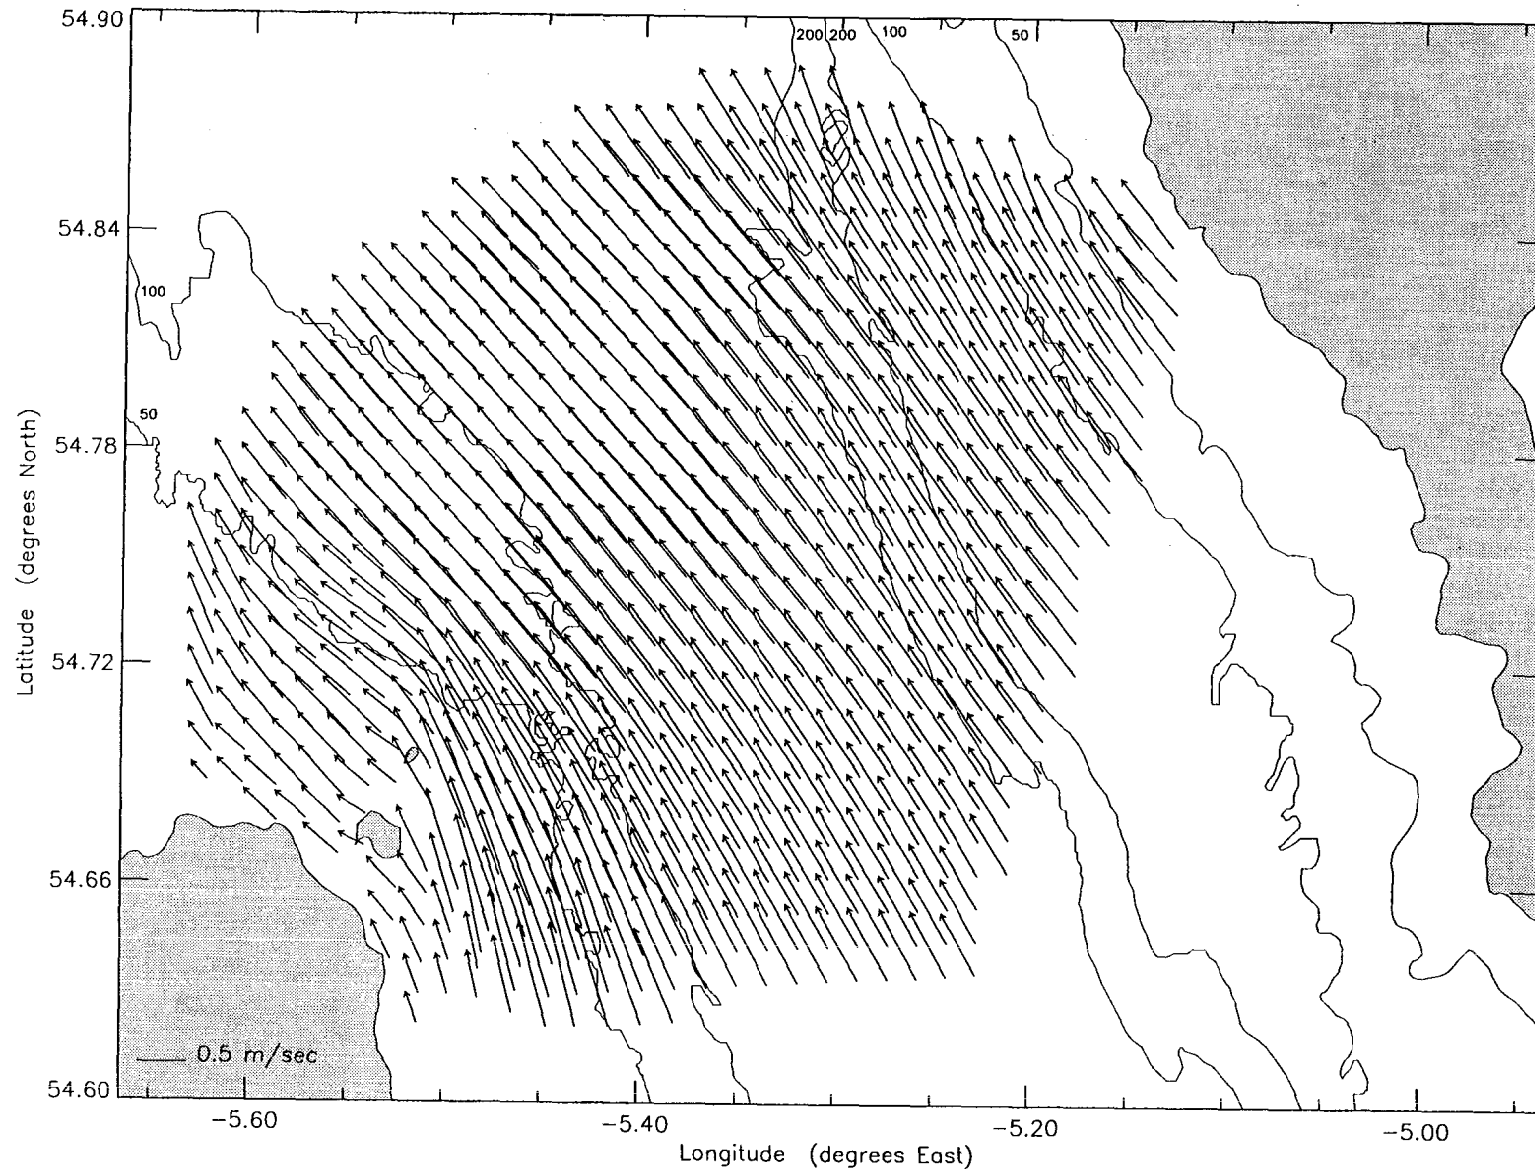 54.90
200 200 100 50
54.84
100
50
54.78
Latitude (degrees North)
54.72
54.66
0.5 m/sec
54.60
-5.60 -5.40 -5.20 -5.00
Longitude (degrees East)